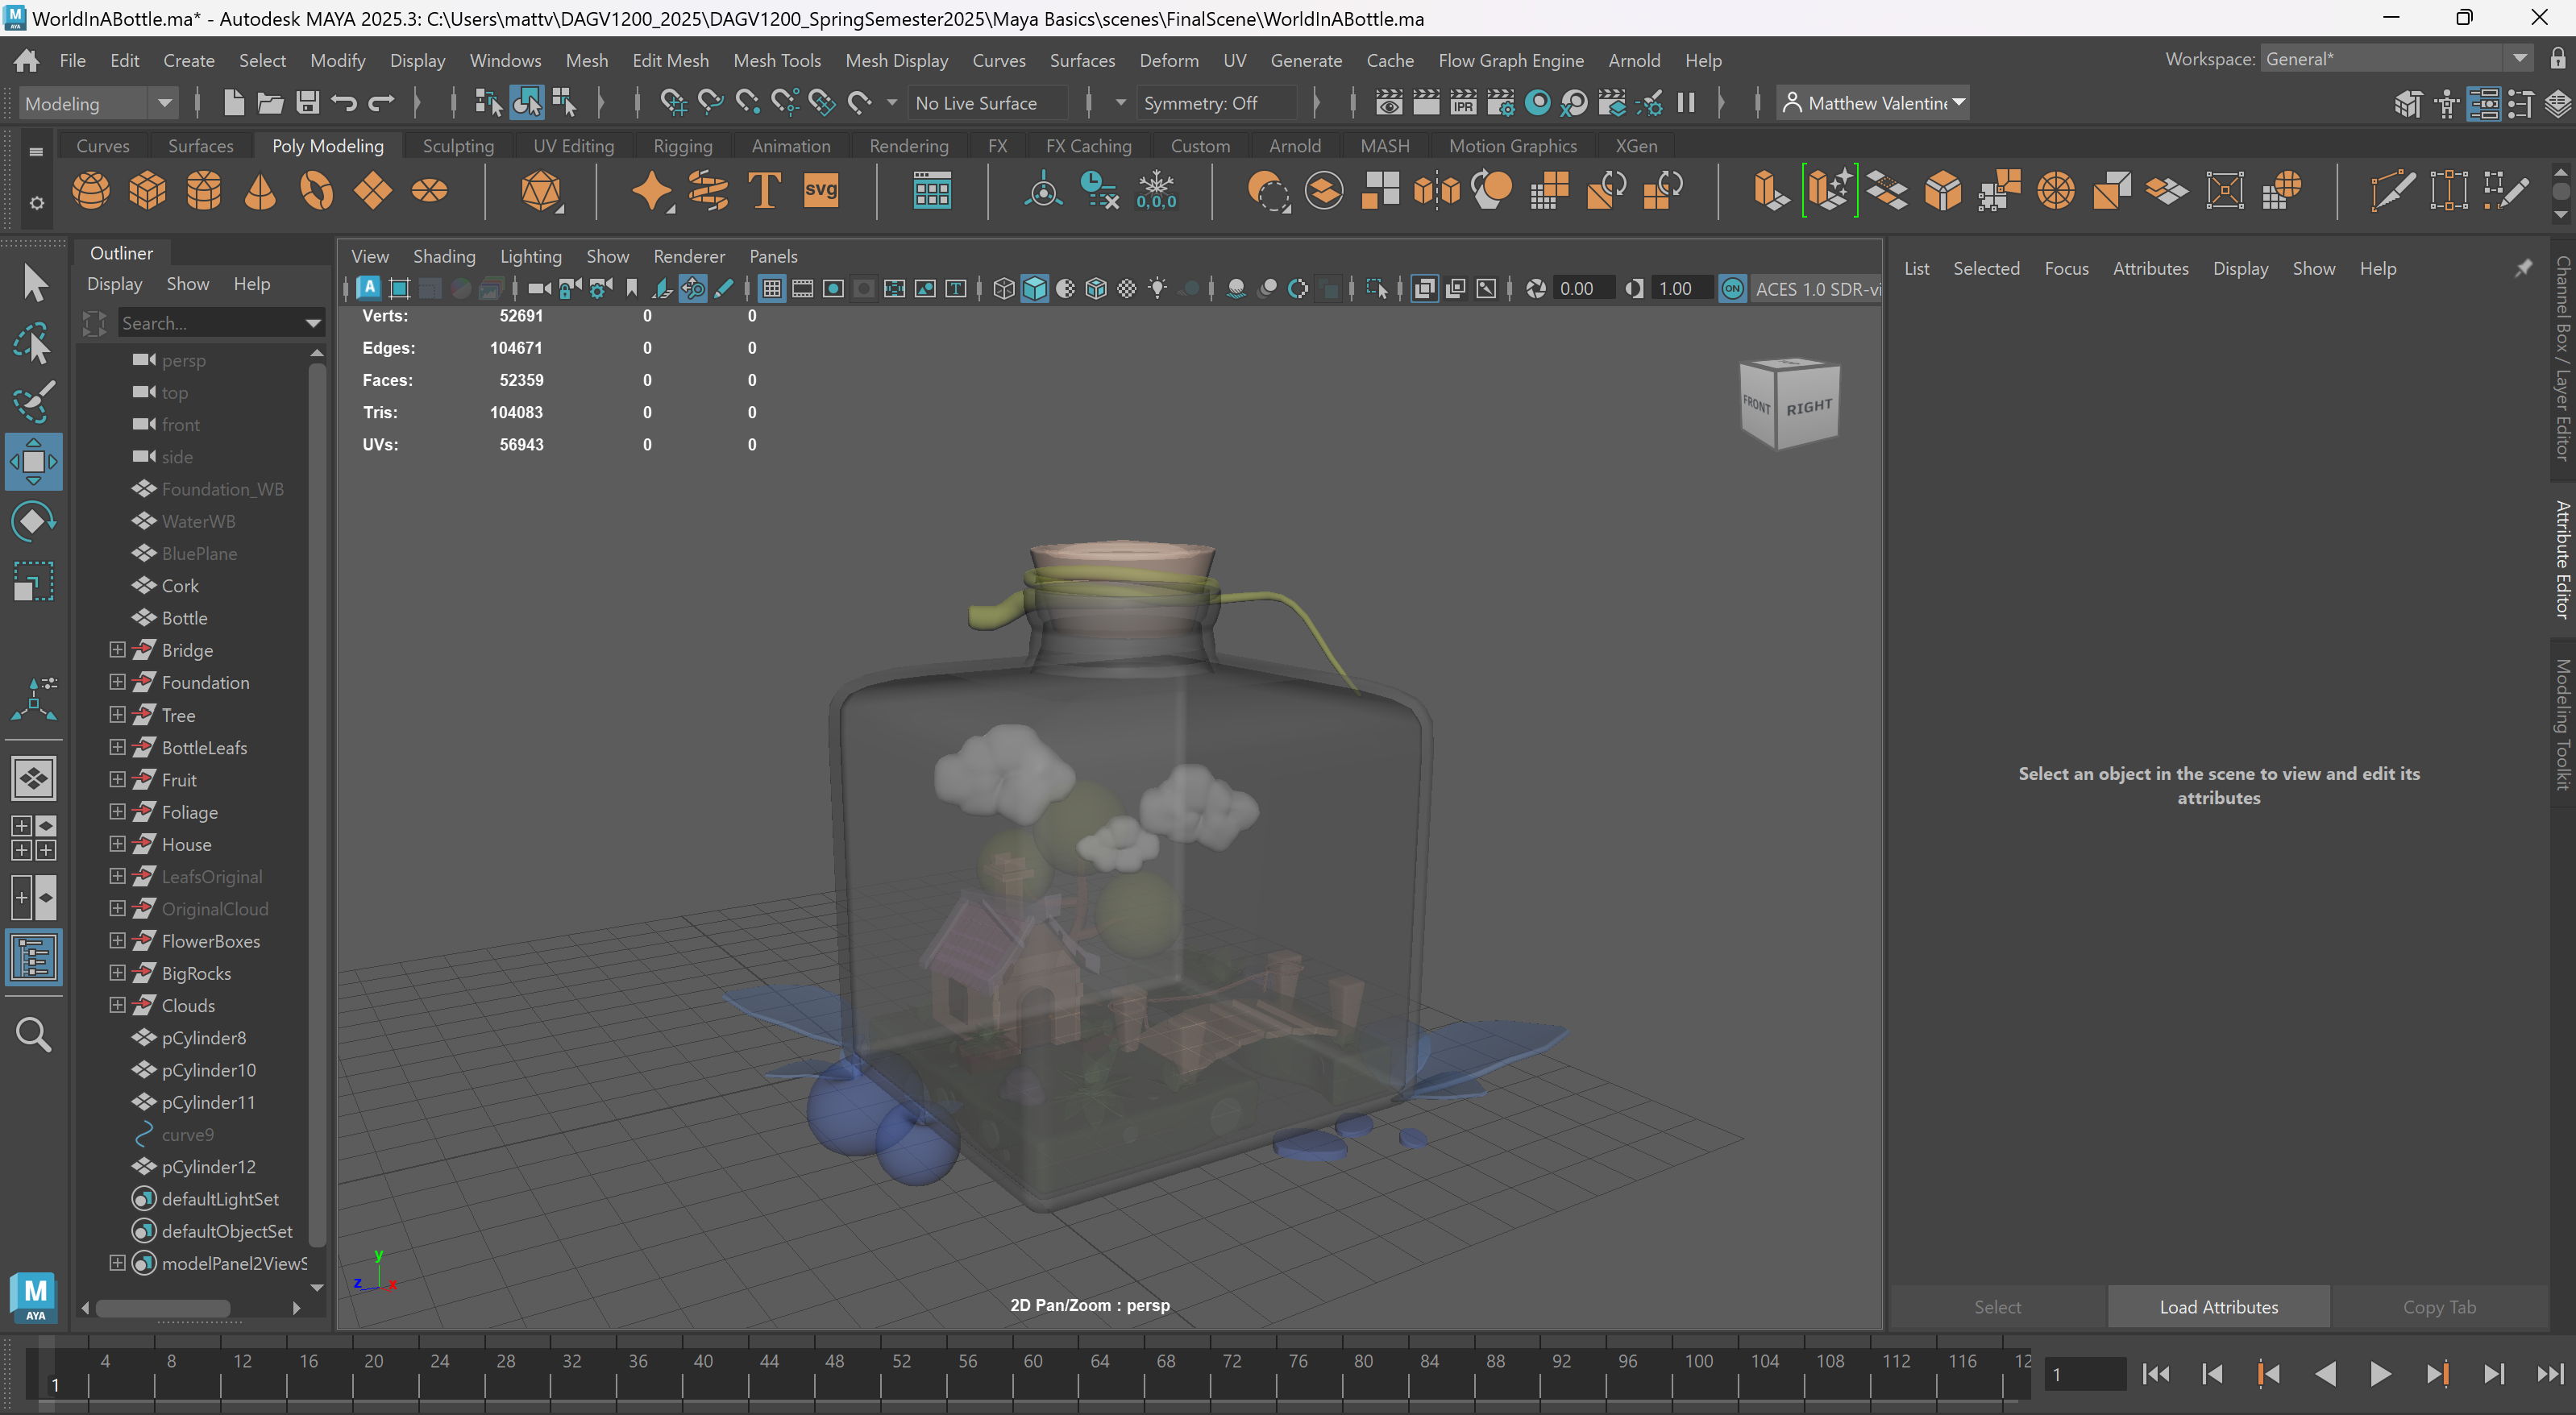 WorldInABottle.ma* - Autodesk MAYA 2025.3: C:\Users\mattv\DAGV1200_2025\DAGV1200_SpringSemester2025\Maya Basics\scenes\FinalScene\WorldInABottle.ma
File Edit Create Select Modify Display Windows Mesh Edit Mesh Mesh Tools Mesh Display Curves Surfaces Deform UV Generate Cache Flow Graph Engine Arnold Help Workspace: General*
Modeling No Live Surface Symmetry: Off IPR Matthew Valentin
Curves Surfaces Poly Modeling Sculpting UV Editing Rigging Animation Rendering FX FX Caching Custom Arnold MASH Motion Graphics XGen
T svg 0,0,0
Outliner
Display Show Help
Search...
persp
top
front
side
Foundation_WB
WaterWB
BluePlane
Cork
Bottle
Bridge
Foundation
Tree
BottleLeafs
Fruit
Foliage
House
LeafsOriginal
OriginalCloud
FlowerBoxes
BigRocks
Clouds
pCylinder8
pCylinder10
pCylinder11
curve9
pCylinder12
defaultLightSet
defaultObjectSet
modelPanel2ViewS
M
AYA
View Shading Lighting Show Renderer Panels
0.00 1.00 ON ACES 1.0 SDR-vi
Verts: 52691 0 0
Edges: 104671 0 0
Faces: 52359 0 0
Tris: 104083 0 0
UVs: 56943 0 0
FRONT RIGHT
y
z x
2D Pan/Zoom : persp
List Selected Focus Attributes Display Show Help
Select an object in the scene to view and edit its
attributes
Select Load Attributes Copy Tab
Channel Box / Layer Editor
Attribute Editor
Modeling Toolkit
4 8 12 16 20 24 28 32 36 40 44 48 52 56 60 64 68 72 76 80 84 88 92 96 100 104 108 112 116 12
1 1